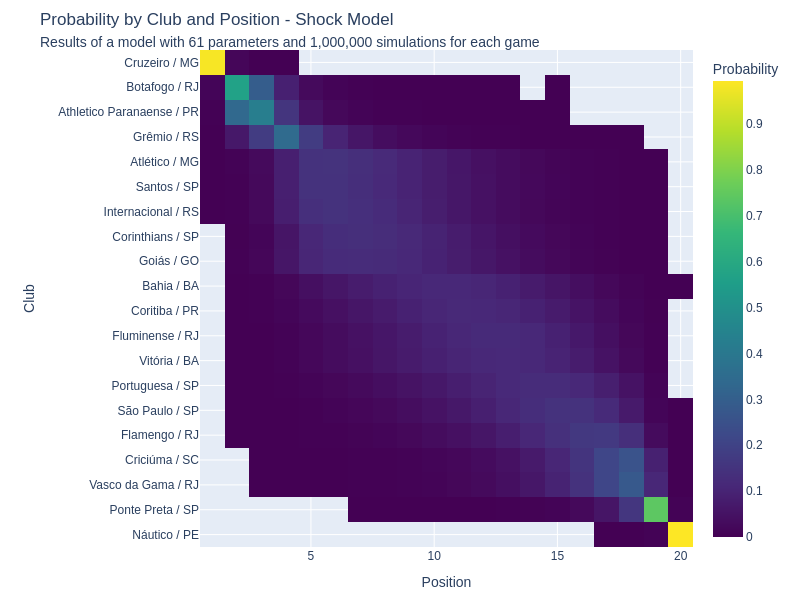 Probability by Club and Position - Shock Model
Results of a model with 61 parameters and 1,000,000 simulations for each game
Probability
Cruzeiro / MG
Botafogo / RJ
Athletico Paranaense / PR
Grêmio / RS
Atlético / MG
Santos / SP
Internacional / RS
Corinthians / SP
Goiás / GO
Bahia / BA
Coritiba / PR
Fluminense / RJ
Vitória / BA
Portuguesa / SP
São Paulo / SP
Flamengo / RJ
Criciúma / SC
Vasco da Gama / RJ
Ponte Preta / SP
Náutico / PE
Club
5
10
15
20
Position
0.9
0.8
0.7
0.6
0.5
0.4
0.3
0.2
0.1
0